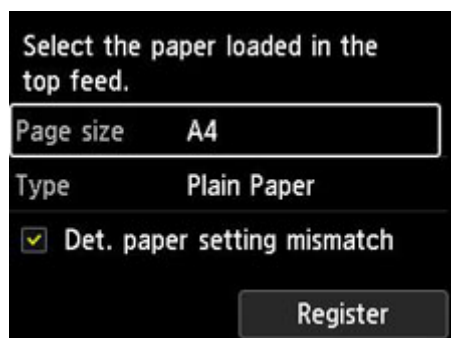 Select the paper loaded in the
top feed.
Page size A4
Type Plain Paper
Det. paper setting mismatch
Register